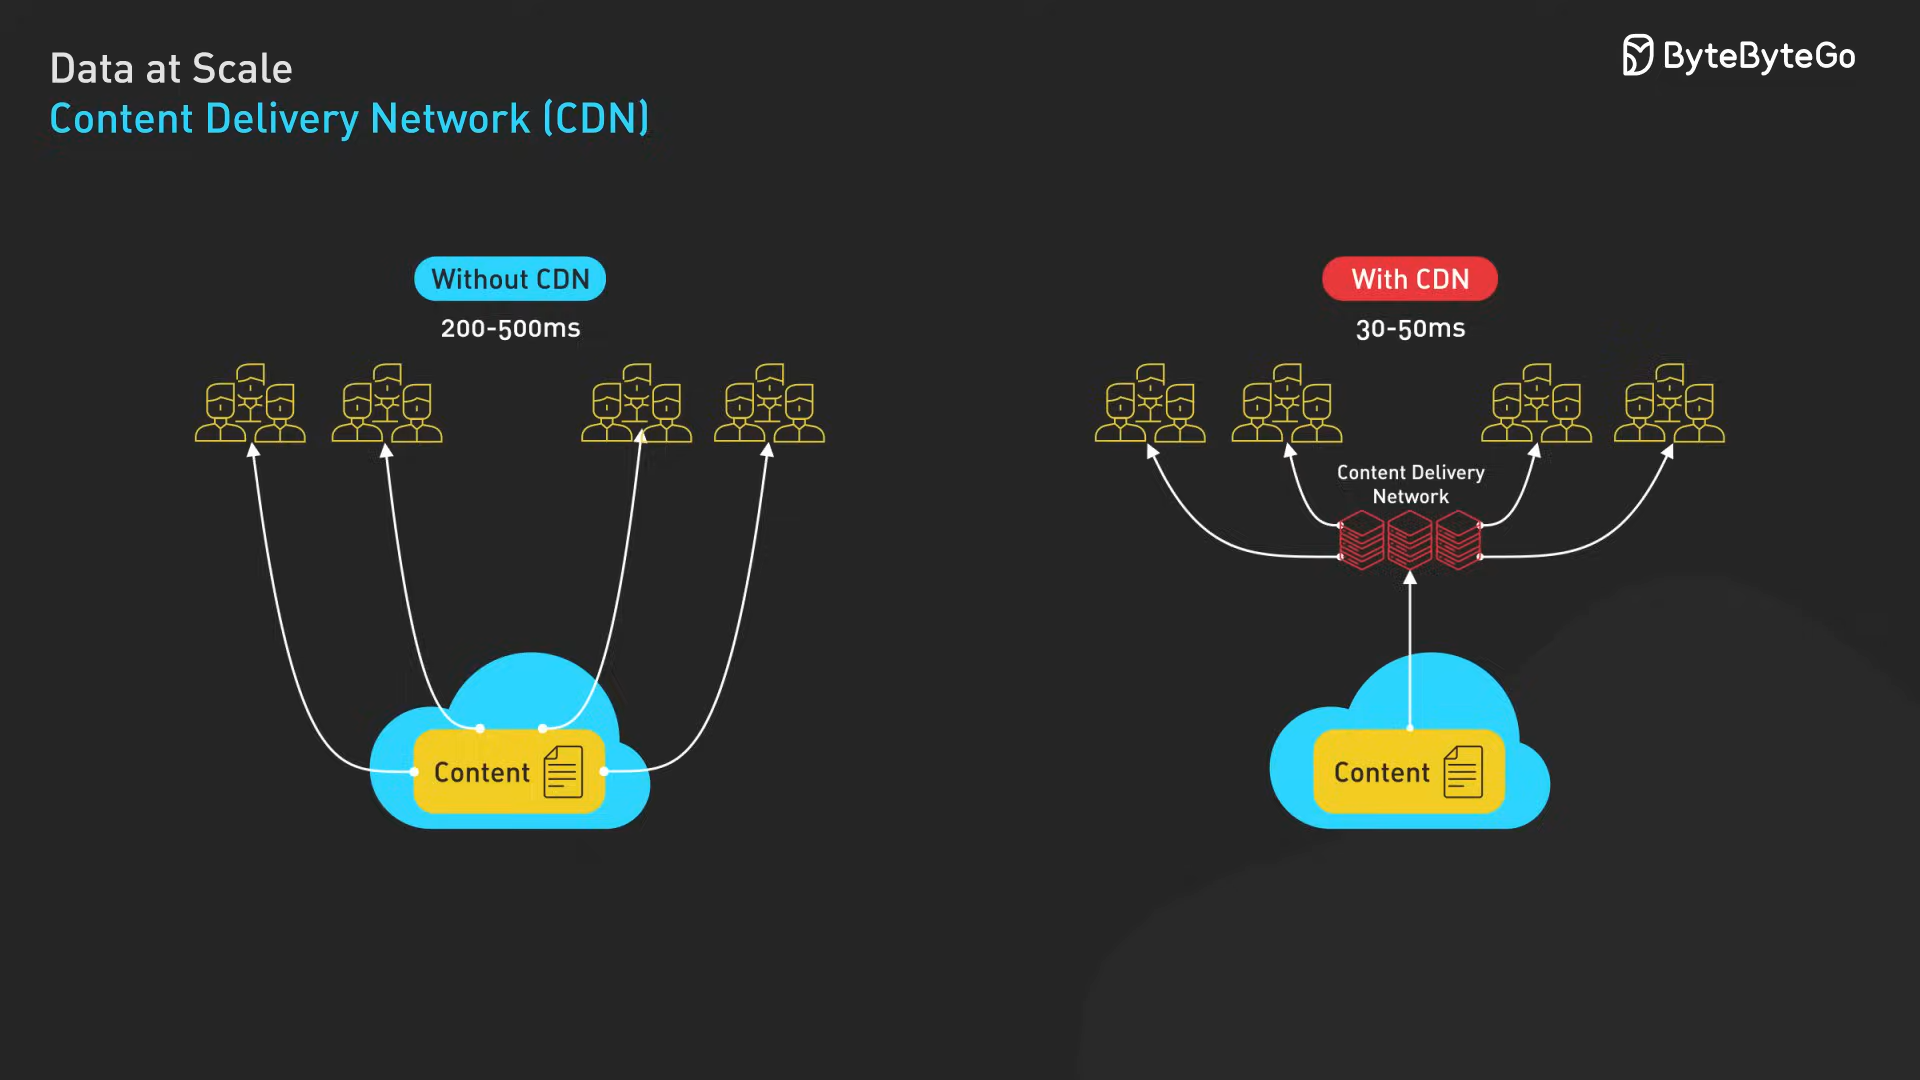 Data at Scale
Content Delivery Network (CDN)
ByteByteGo
Without CDN
200-500ms
Content
With CDN
30-50ms
Content Delivery
Network
Content